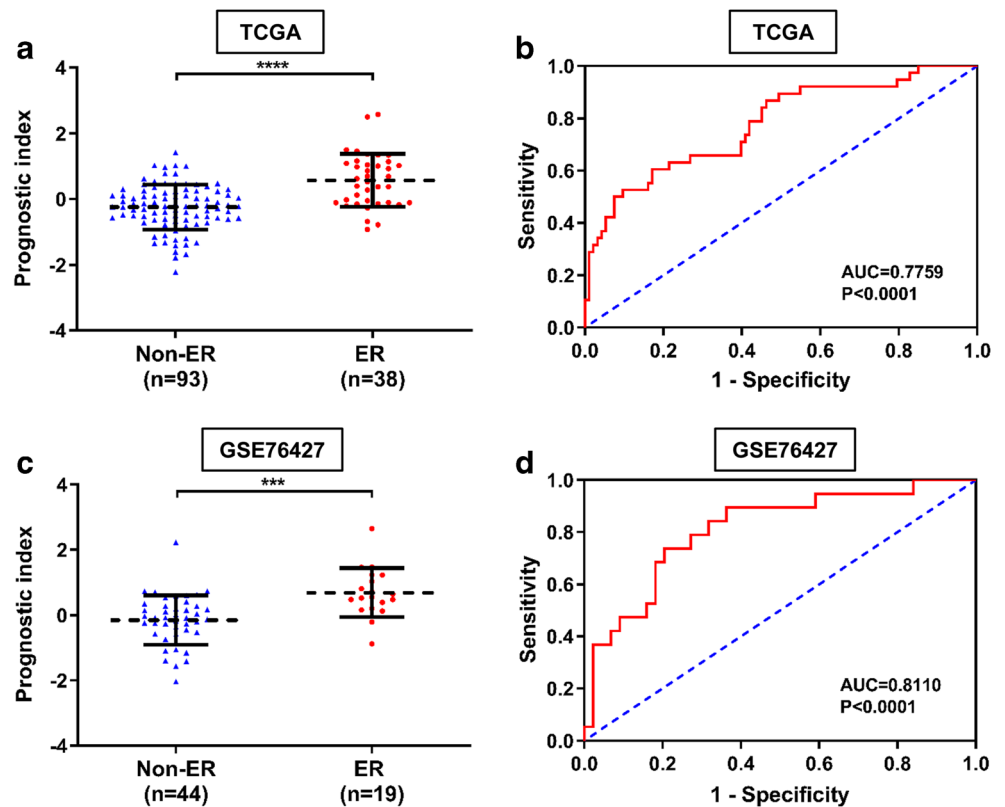 a
TCGA
****
Prognostic index
4
2
0
-2
-4
Non-ER
(n=93)
ER
(n=38)
b
TCGA
Sensitivity
1.0
0.8
0.6
0.4
0.2
0.0
AUC=0.7759
P<0.0001
0.0 0.2 0.4 0.6 0.8 1.0
1 - Specificity
c
GSE76427
***
Prognostic index
4
2
0
-2
-4
Non-ER
(n=44)
ER
(n=19)
d
GSE76427
Sensitivity
1.0
0.8
0.6
0.4
0.2
0.0
AUC=0.8110
P<0.0001
0.0 0.2 0.4 0.6 0.8 1.0
1 - Specificity